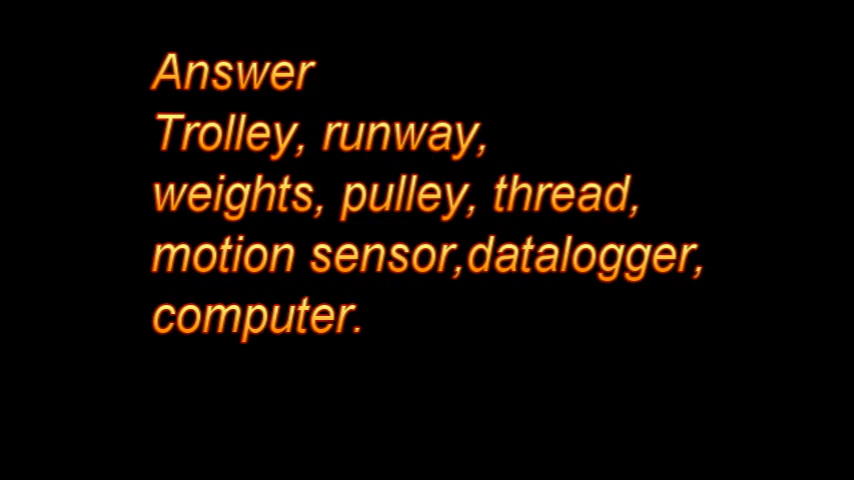 Answer
Trolley, runway,
weights, pulley, thread,
motion sensor,datalogger,
computer.